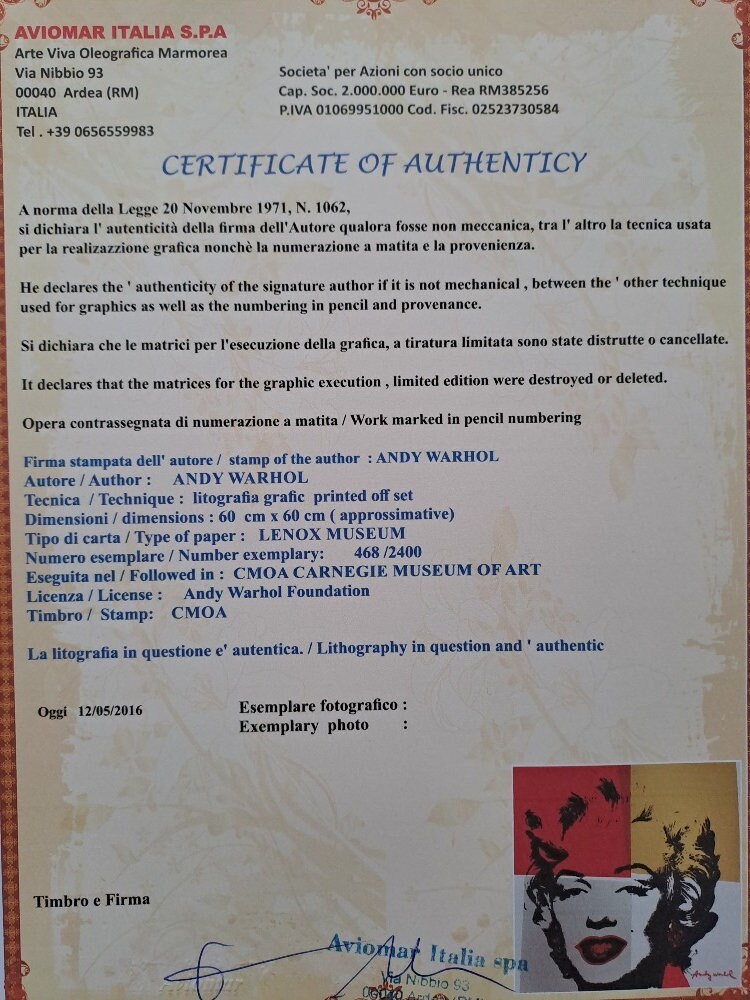 AVIOMAR ITALIA S.P.A
Arte Viva Oleografica Marmorea
Via Nibbio 93
00040 Ardea (RM)
ITALIA
Tel . +39 0656559983
Societa' per Azioni con socio unico
Cap. Soc. 2.000.000 Euro - Rea RM385256
P.IVA 01069951000 Cod. Fisc. 02523730584
CERTIFICATE OF AUTHENTICY
A norma della Legge 20 Novembre 1971, N. 1062,
si dichiara l' autenticità della firma dell'Autore qualora fosse non meccanica, tra l' altro la tecnica usata
per la realizazzione grafica nonchè la numerazione a matita e la provenienza.
He declares the ' authenticity of the signature author if it is not mechanical , between the ' other technique
used for graphics as well as the numbering in pencil and provenance.
Si dichiara che le matrici per l'esecuzione della grafica, a tiratura limitata sono state distrutte o cancellate.
It declares that the matrices for the graphic execution , limited edition were destroyed or deleted.
Opera contrassegnata di numerazione a matita / Work marked in pencil numbering
Firma stampata dell' autore / stamp of the author : ANDY WARHOL
Autore / Author : ANDY WARHOL
Tecnica / Technique : litografia grafic printed off set
Dimensioni / dimensions : 60 cm x 60 cm ( approssimative)
Tipo di carta / Type of paper : LENOX MUSEUM
Numero esemplare / Number exemplary: 468 /2400
Eseguita nel / Followed in : CMOA CARNEGIE MUSEUM OF ART
Licenza / License : Andy Warhol Foundation
Timbro / Stamp: CMOA
La litografia in questione e' autentica. / Lithography in question and ' authentic
Oggi 12/05/2016
Esemplare fotografico :
Exemplary photo :
Timbro e Firma
Aviomar Italia spa
Via Nibbio 93
00040 Ardea (RM)
Andy Warhol